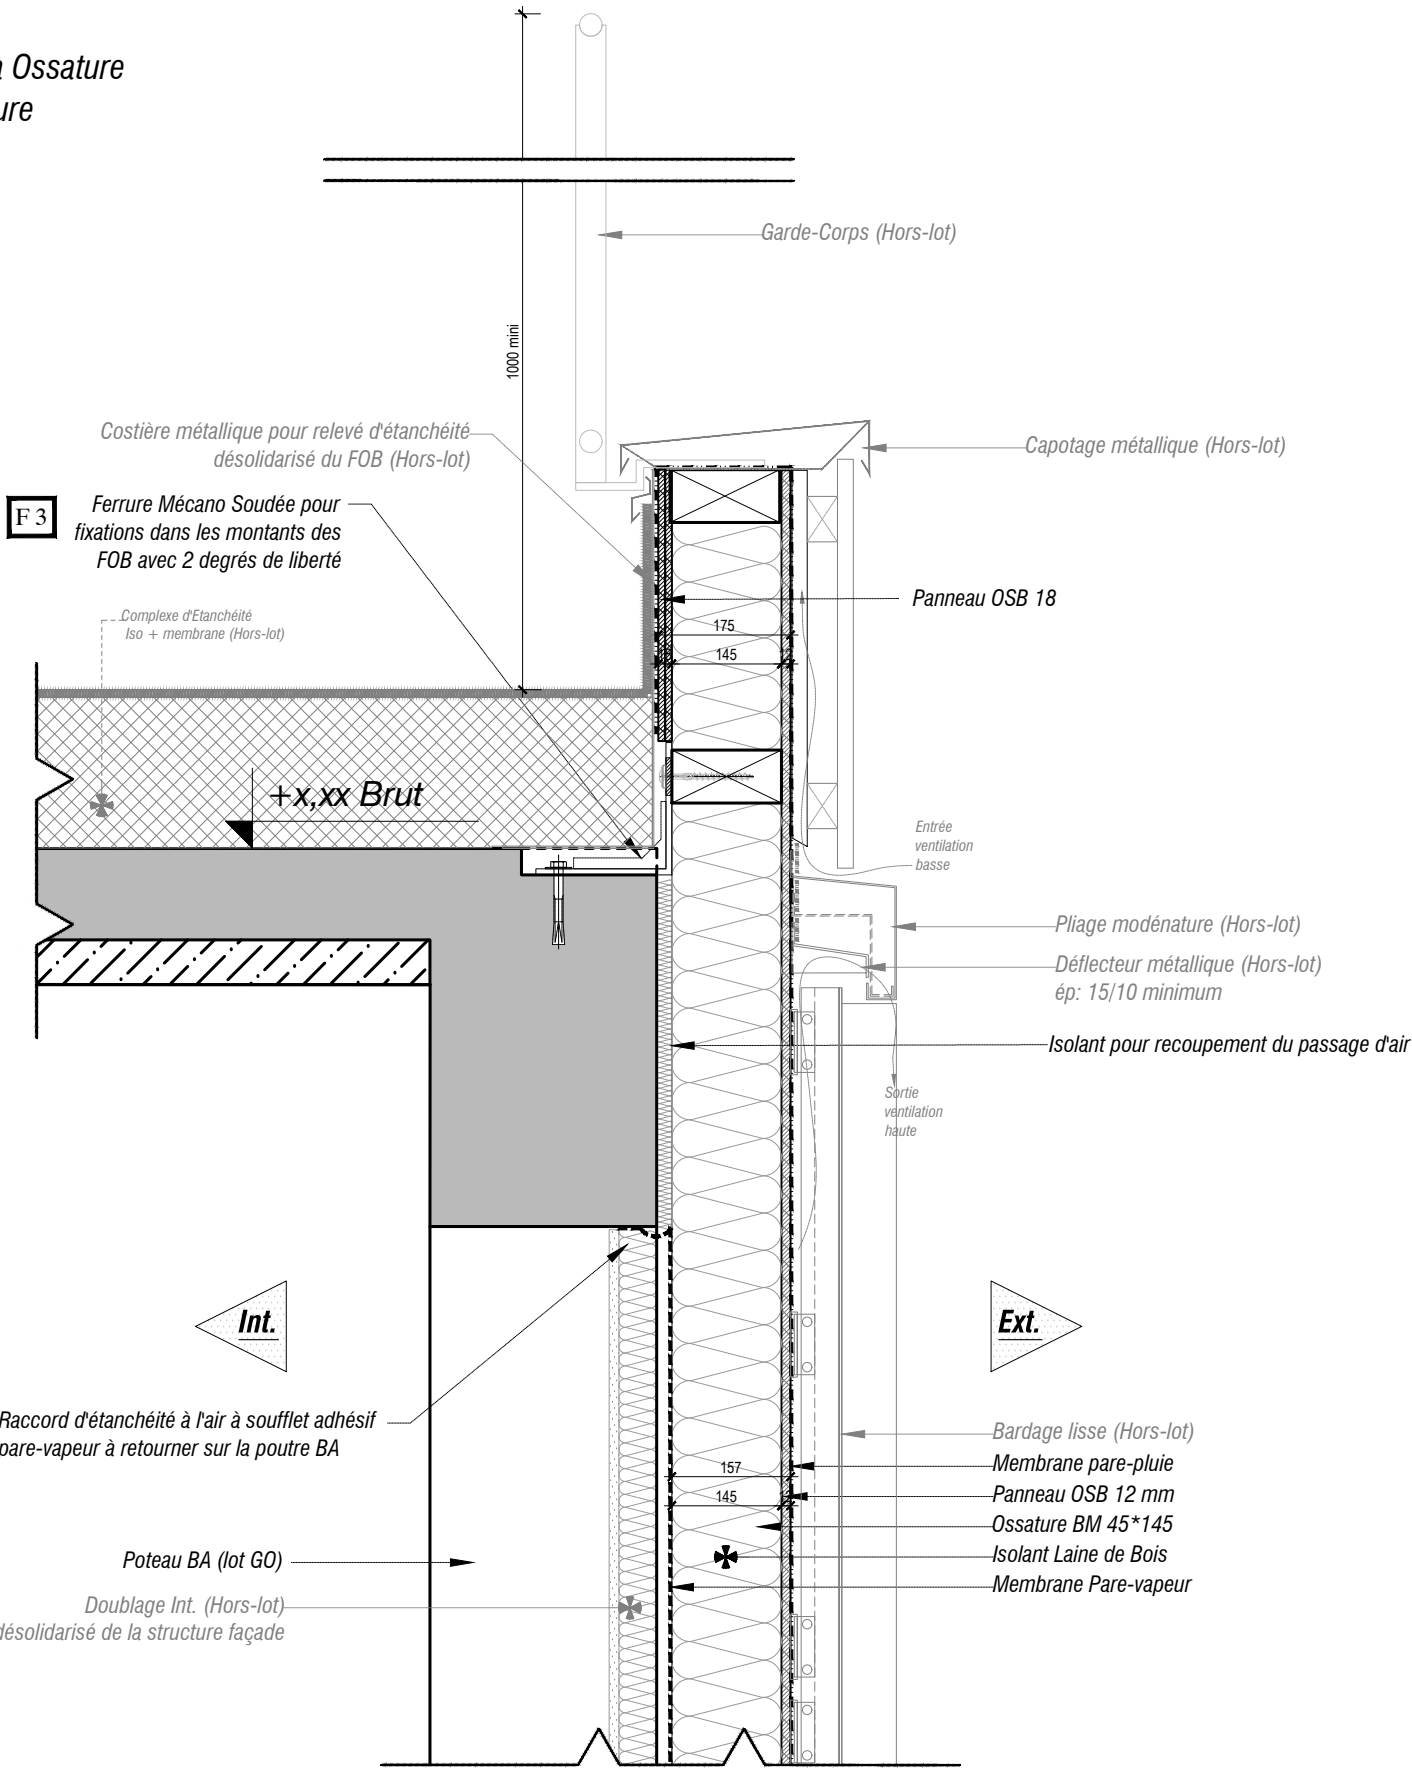 Ossature
1000 mini
Garde-Corps (Hors-lot)
Costière métallique pour relevé d'étanchéité
désolidarisé du FOB (Hors-lot)
Capotage métallique (Hors-lot)
F 3
Ferrure Mécano Soudée pour
fixations dans les montants des
FOB avec 2 degrés de liberté
Panneau OSB 18
Complexe d'Etanchéité
Iso + membrane (Hors-lot)
175
145
+x,xx Brut
Entrée
ventilation
basse
Pliage modénature (Hors-lot)
Déflecteur métallique (Hors-lot)
ép: 15/10 minimum
Isolant pour recoupement du passage d'air
Sortie
ventilation
haute
Int.
Ext.
Raccord d'étanchéité à l'air à soufflet adhésif
pare-vapeur à retourner sur la poutre BA
Bardage lisse (Hors-lot)
Membrane pare-pluie
157
Panneau OSB 12 mm
145
Ossature BM 45*145
Isolant Laine de Bois
Membrane Pare-vapeur
Poteau BA (lot GO)
Doublage Int. (Hors-lot)
désolidarisé de la structure façade